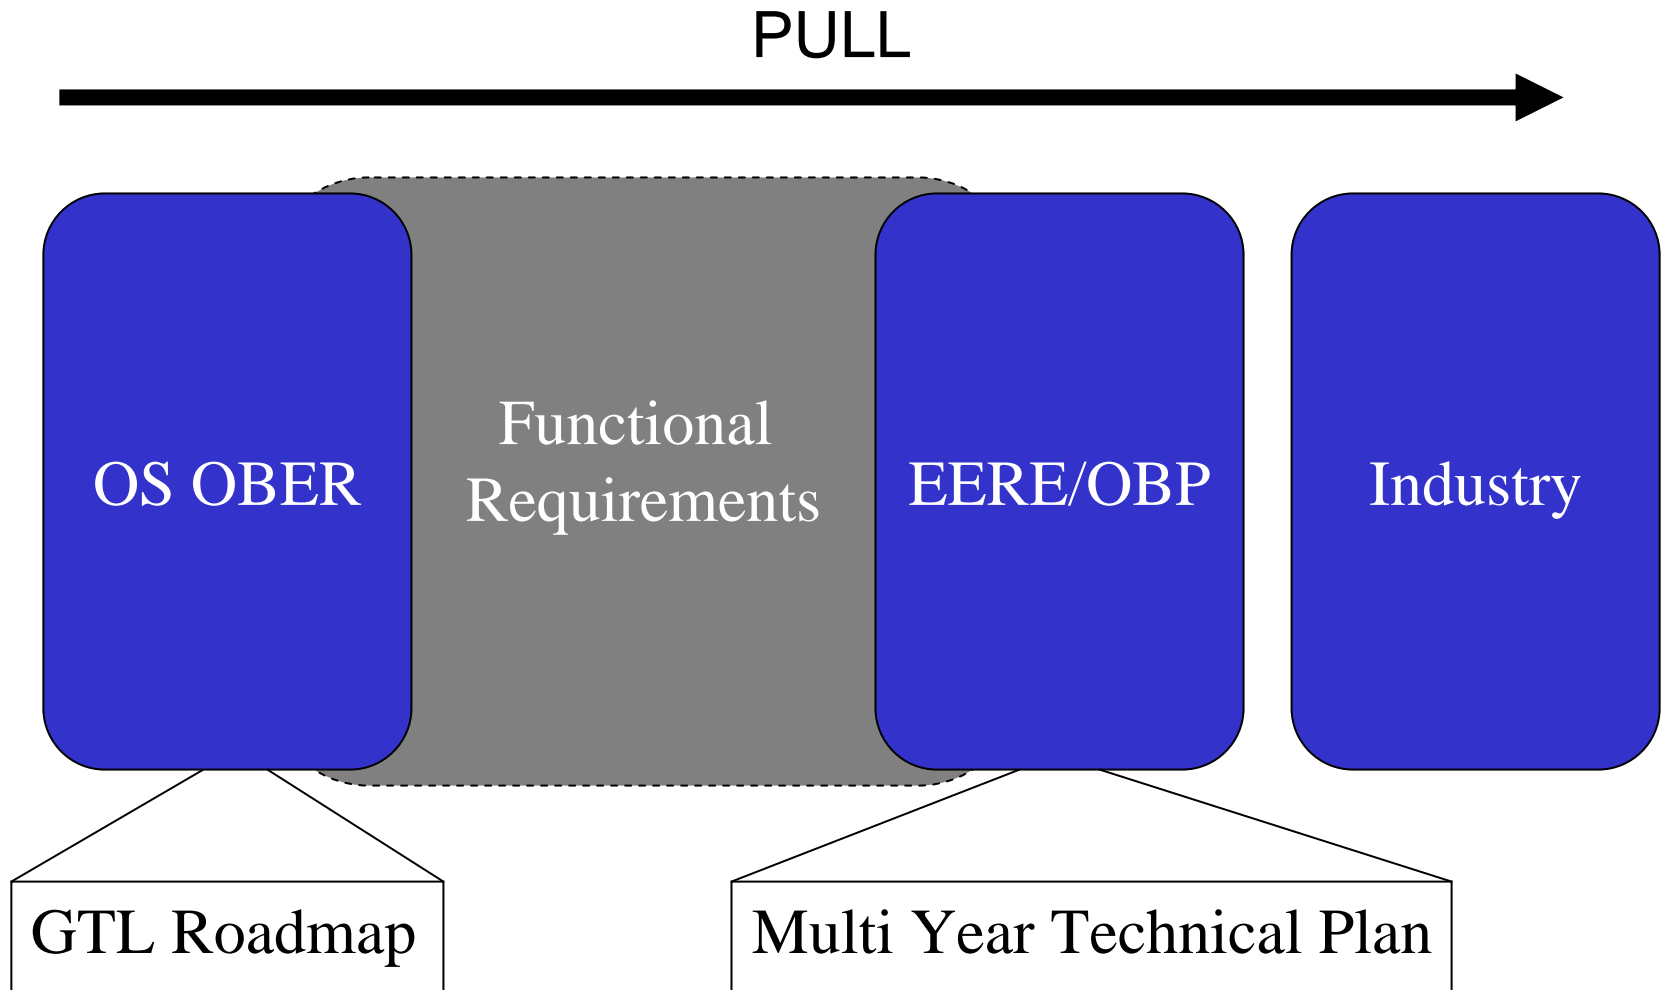 PULL
OS OBER
Functional
Requirements
EERE/OBP
Industry
GTL Roadmap
Multi Year Technical Plan